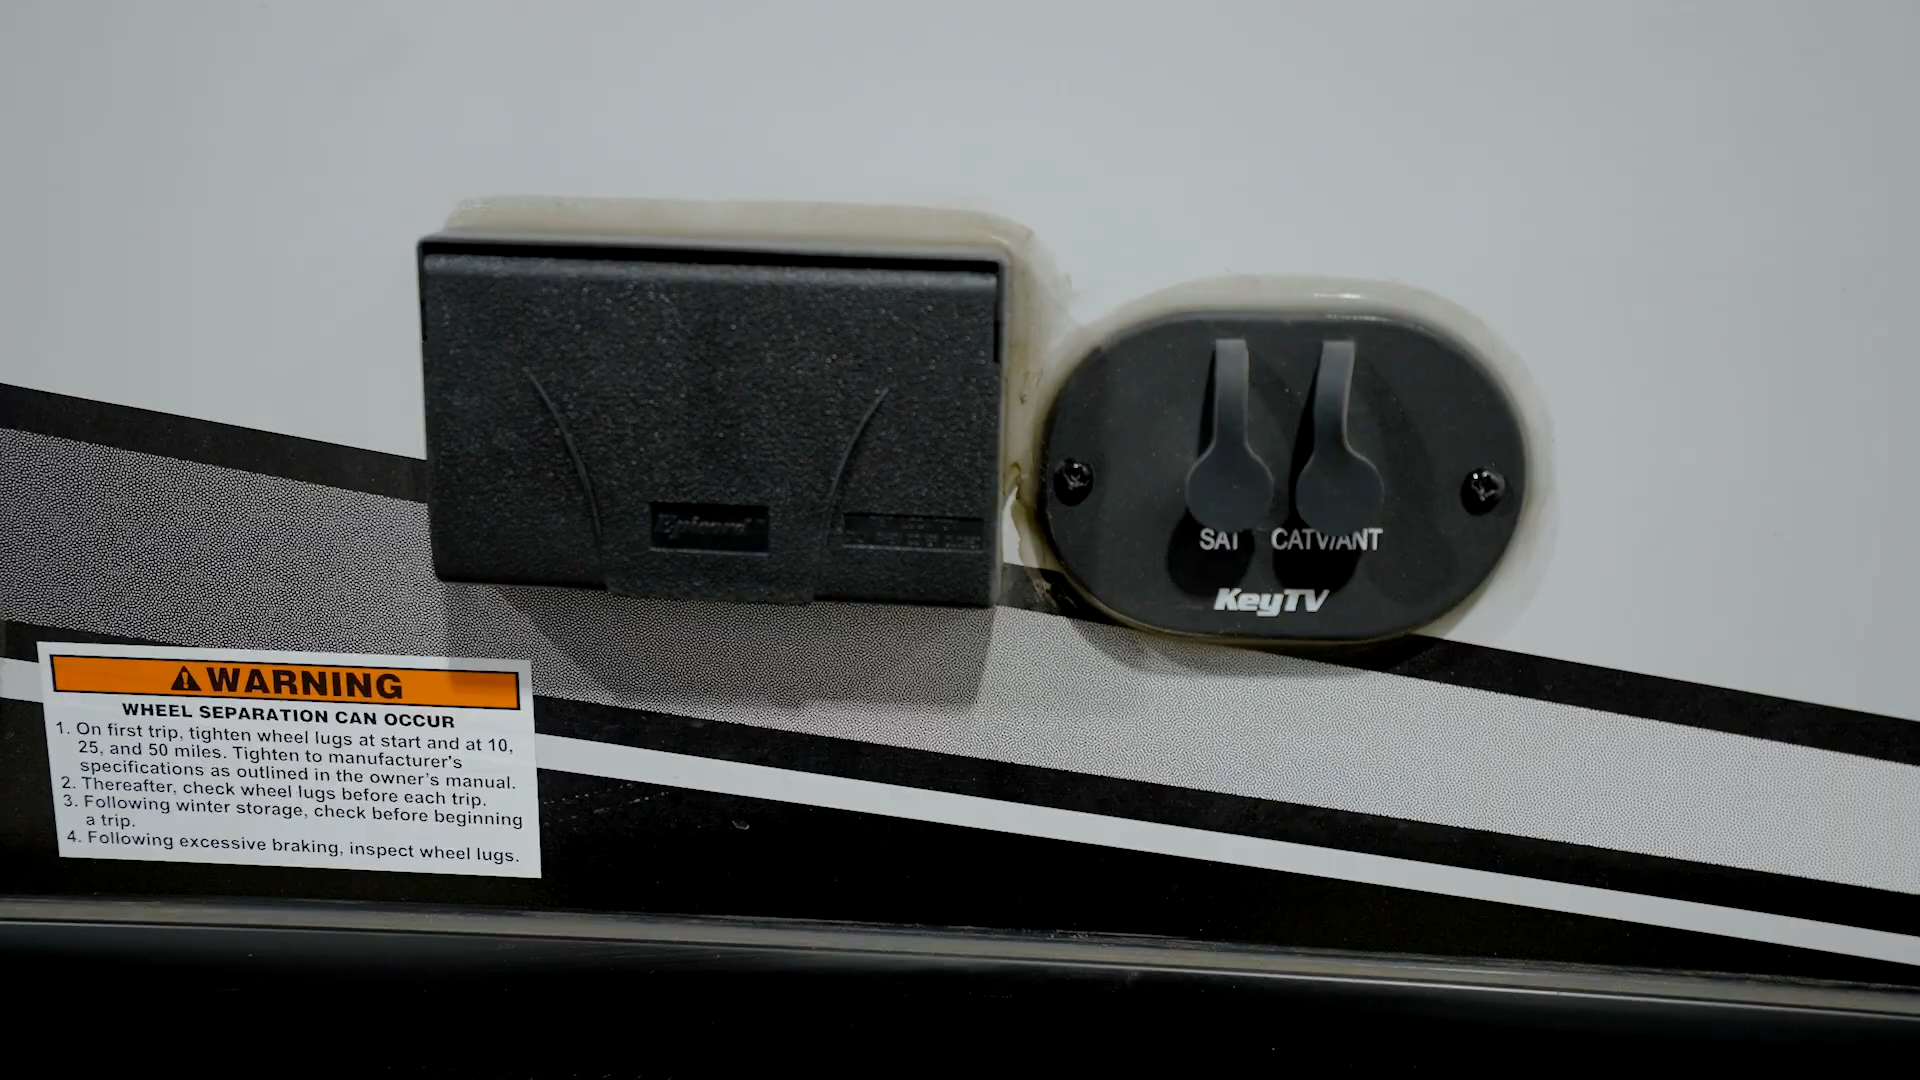 SAT CATV/ANT
KeyTV
WARNING
WHEEL SEPARATION CAN OCCUR
1. On first trip, tighten wheel lugs at start and at 10,
25, and 50 miles. Tighten to manufacturer's
specifications as outlined in the owner's manual.
2. Thereafter, check wheel lugs before each trip.
3. Following winter storage, check before beginning
a trip.
4. Following excessive braking, inspect wheel lugs.